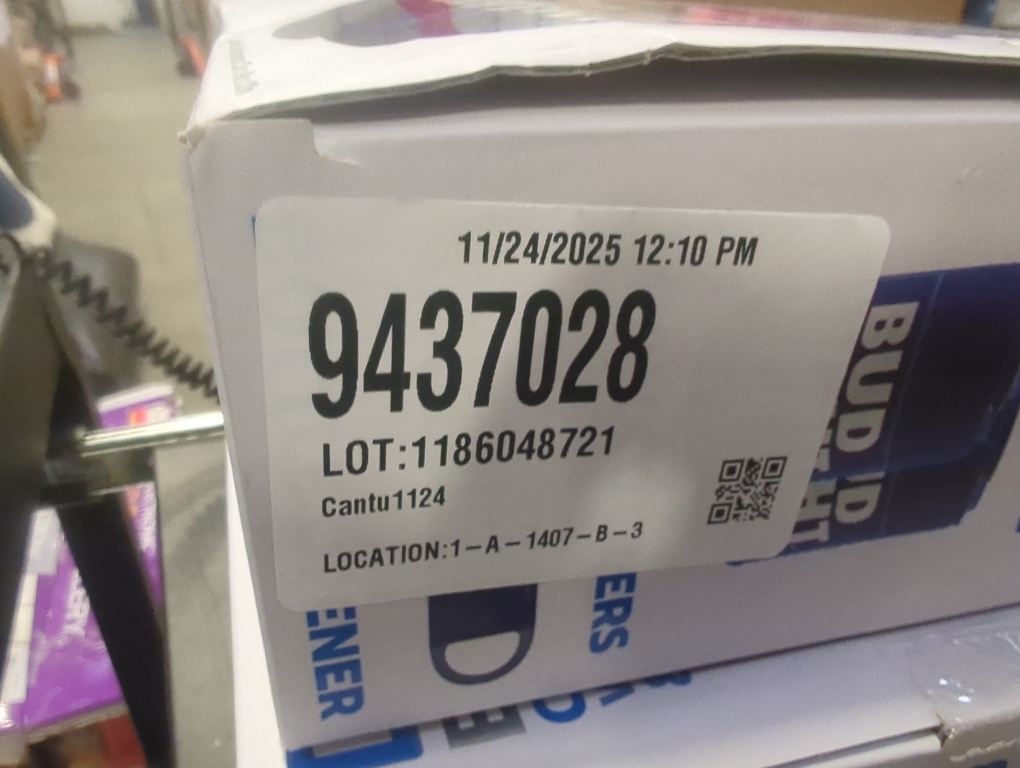 11/24/2025 12:10 PM
9437028
LOT:1186048721
Cantu1124
LOCATION:1-A-1407-B-3
BUD
ENER
ERS
D